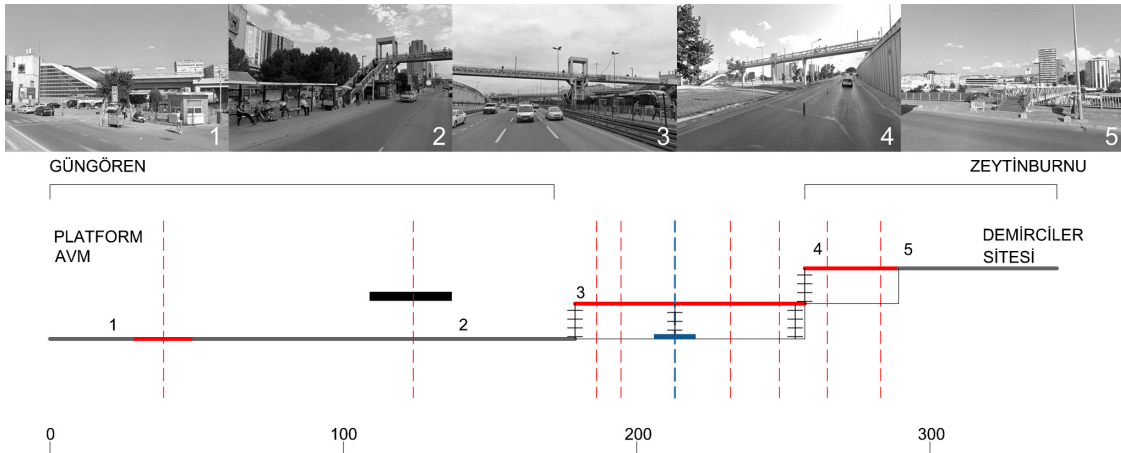 1
2
3
4
5
GÜNGÖREN
ZEYTİNBURNU
PLATFORM
AVM
DEMİRCİLER
SİTESİ
1
2
3
4
5
0
100
200
300